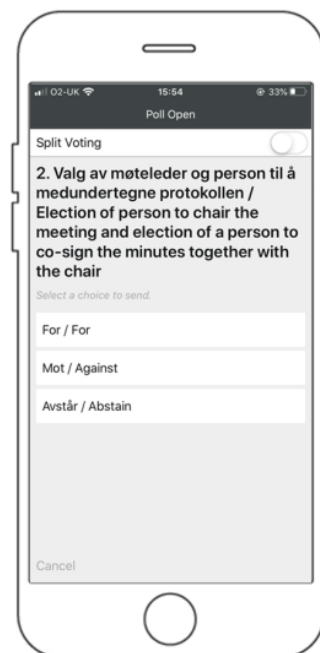 O2-UK 15:54 33%
Poll Open
Split Voting
2. Valg av møteleder og person til å
medundertegne protokollen /
Election of person to chair the
meeting and election of a person to
co-sign the minutes together with
the chair
Select a choice to send.
For / For
Mot / Against
Avstår / Abstain
Cancel